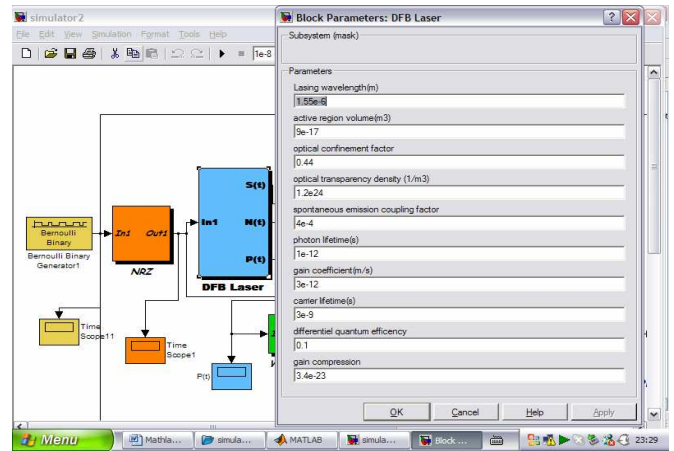 simulator2
File Edit View Simulation Format Tools Help
1e-8
S(t)
In1 N(t)
P(t)
DFB Laser
Bernoulli
Binary
Bernoulli Binary
Generator1
In1 Out1
NRZ
Time
Scope11
Time
Scope1
P(t)
Block Parameters: DFB Laser
Subsystem (mask)
Parameters
Lasing wavelength(m)
1.55e-6
active region volume(m3)
9e-17
optical confinement factor
0.44
optical transparency density (1/m3)
1.2e24
spontaneous emission coupling factor
4e-4
photon lifetime(s)
1e-12
gain coefficient(m/s)
3e-12
carrier lifetime(s)
3e-9
differentiel quantum efficency
0.1
gain compression
3.4e-23
OK Cancel Help Apply
Menu Mathla... simula... MATLAB simula... Block ... 23:29